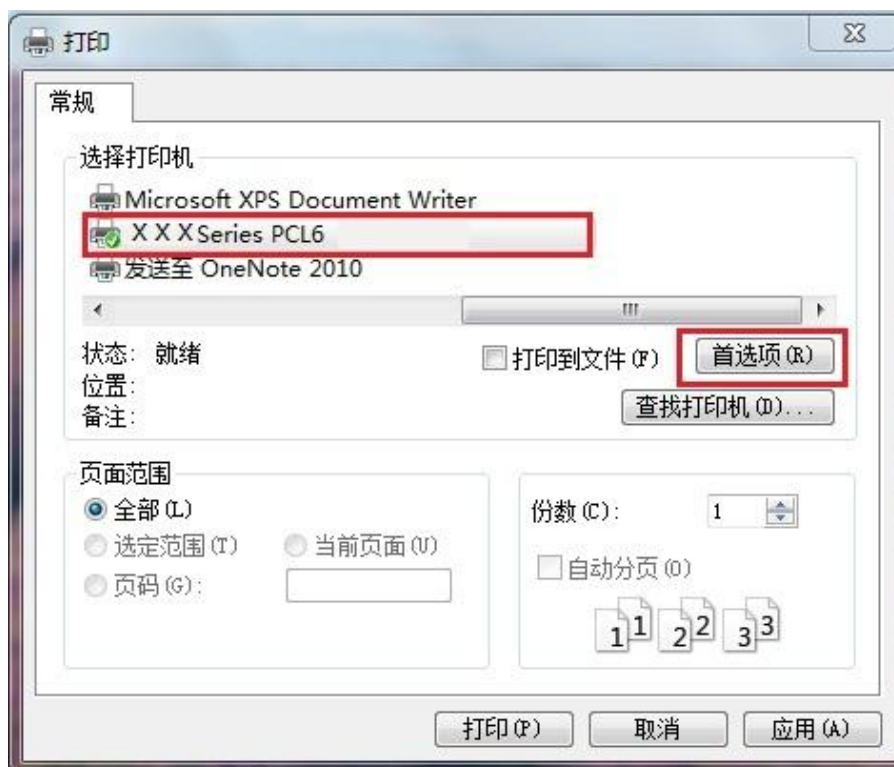 打印
常规
选择打印机
Microsoft XPS Document Writer
XXXSeries PCL6
发送至 OneNote 2010
状态: 就绪
打印到文件(F)
首选项(R)
位置:
备注:
查找打印机(D)...
页面范围
全部(L)
选定范围(T)
当前页面(U)
页码(G):
份数(C):
1
自动分页(O)
1 1 2 2 3 3
打印(P)
取消
应用(A)